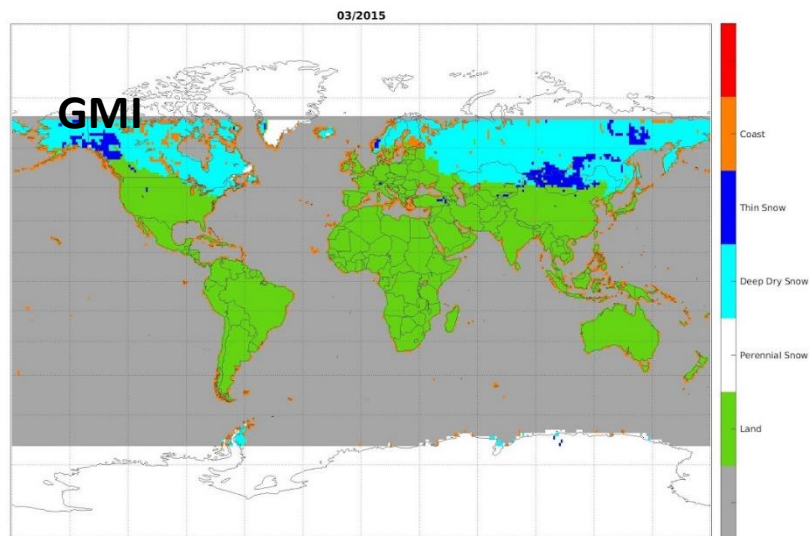 03/2015
GMI
Coast
Thin Snow
Deep Dry Snow
Perennial Snow
Land